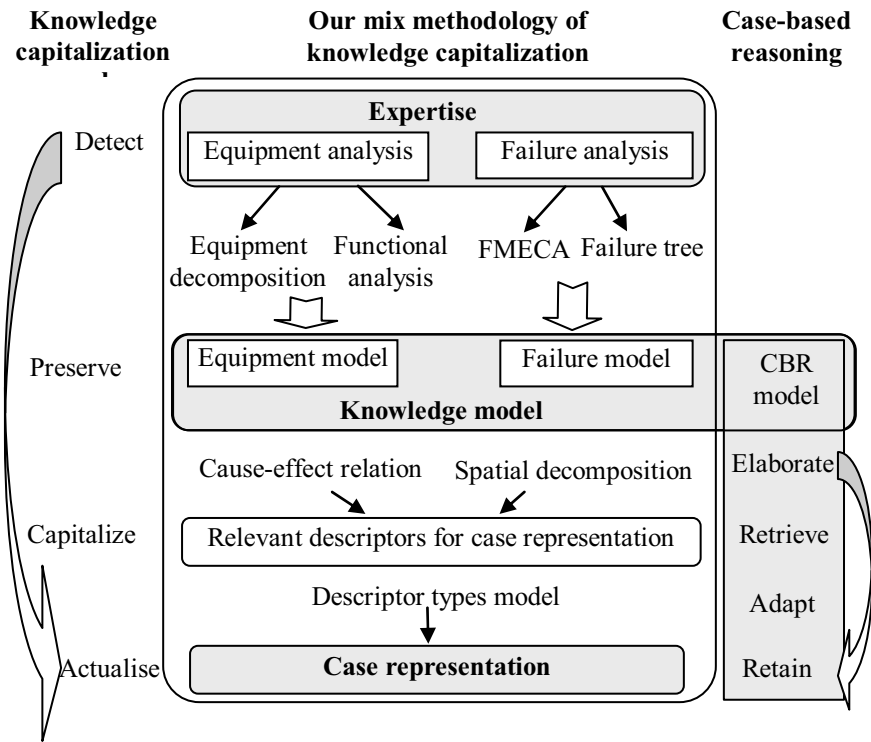 Knowledge
capitalization
Our mix methodology of
knowledge capitalization
Case-based
reasoning
Expertise
Detect
Equipment analysis
Failure analysis
Equipment
decomposition
Functional
analysis
FMECA
Failure tree
Preserve
Equipment model
Failure model
CBR
model
Knowledge model
Cause-effect relation
Spatial decomposition
Elaborate
Capitalize
Relevant descriptors for case representation
Retrieve
Descriptor types model
Adapt
Actualise
Case representation
Retain